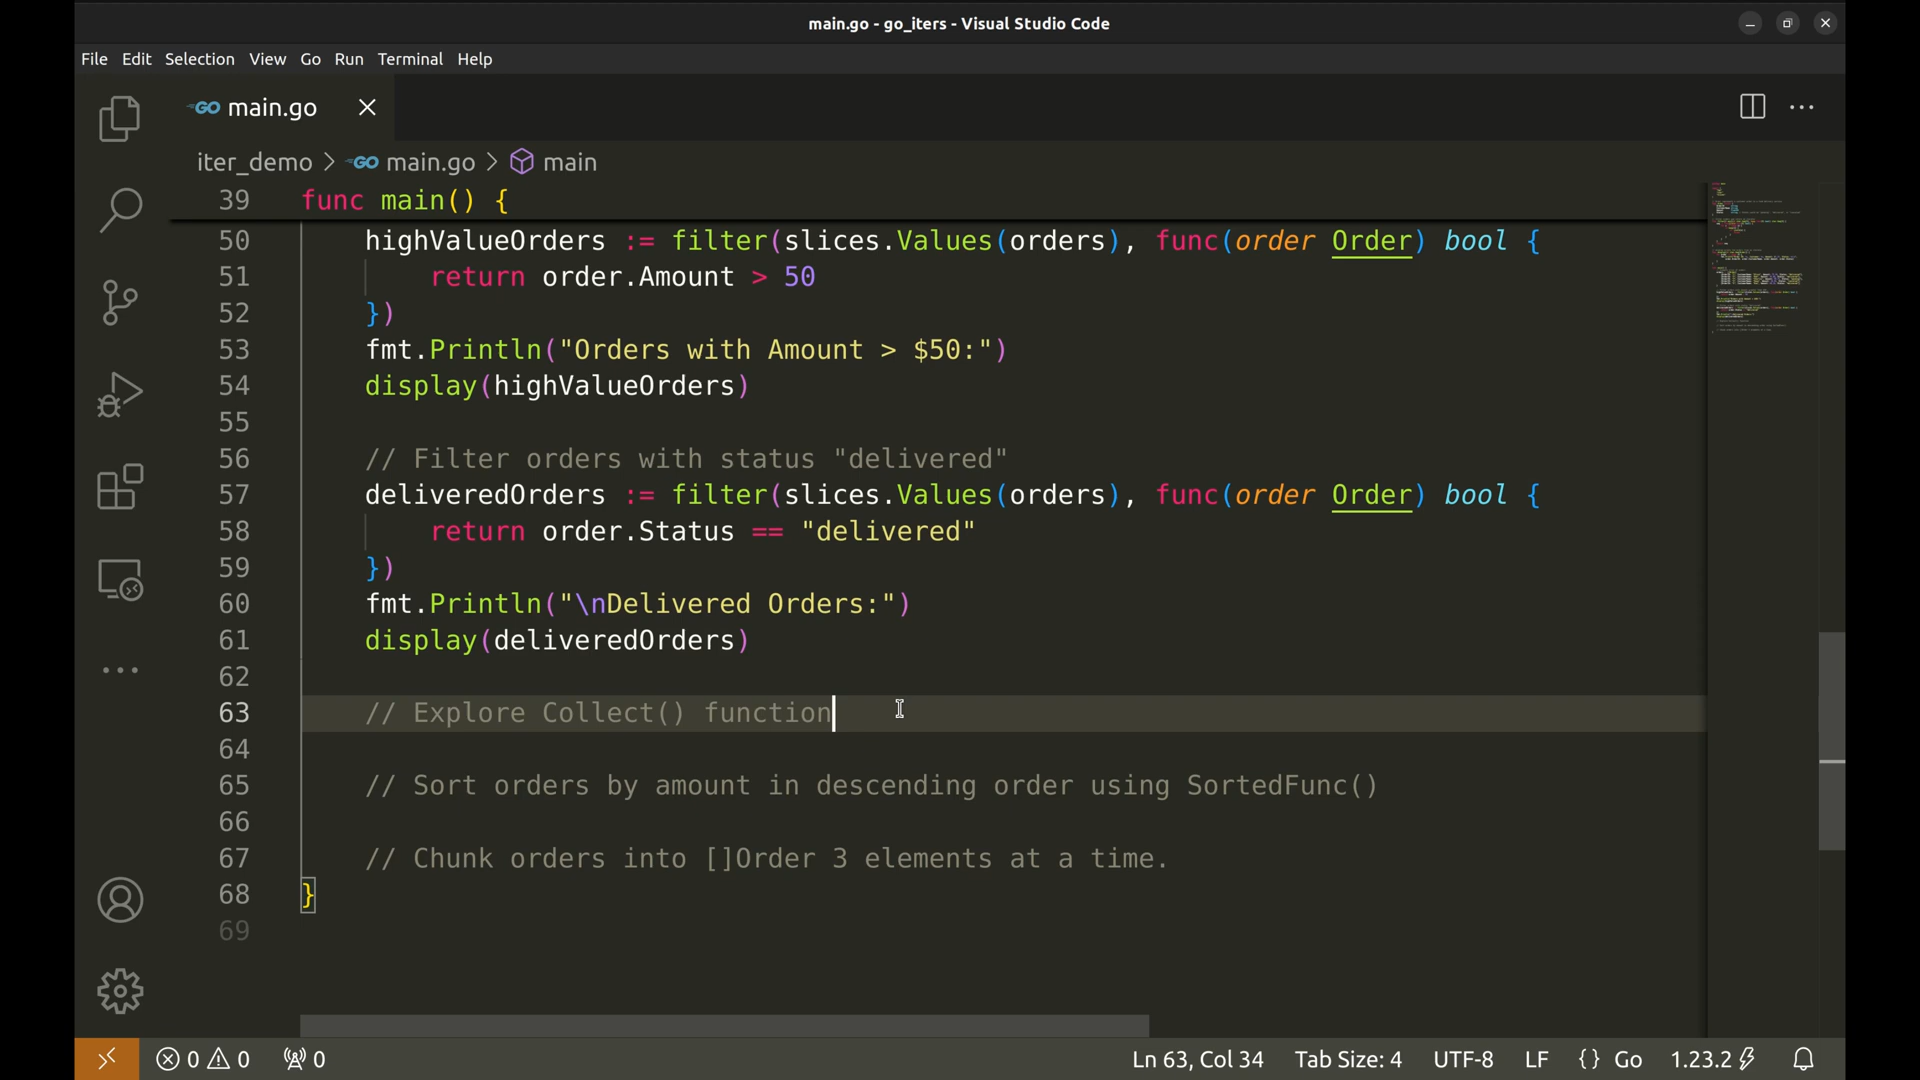 main.go - go_iters - Visual Studio Code
File Edit Selection View Go Run Terminal Help
GO main.go
iter_demo > GO main.go > main
39 func main() {
50 highValueOrders := filter(slices.Values(orders), func(order Order) bool {
51 return order.Amount > 50
52 })
53 fmt.Println("Orders with Amount > $50:")
54 display(highValueOrders)
55
56 // Filter orders with status "delivered"
57 deliveredOrders := filter(slices.Values(orders), func(order Order) bool {
58 return order.Status == "delivered"
59 })
60 fmt.Println("\nDelivered Orders:")
61 display(deliveredOrders)
62
63 // Explore Collect() function
64
65 // Sort orders by amount in descending order using SortedFunc()
66
67 // Chunk orders into []Order 3 elements at a time.
68 }
69
0 0 0 Ln 63, Col 34 Tab Size: 4 UTF-8 LF {} Go 1.23.2